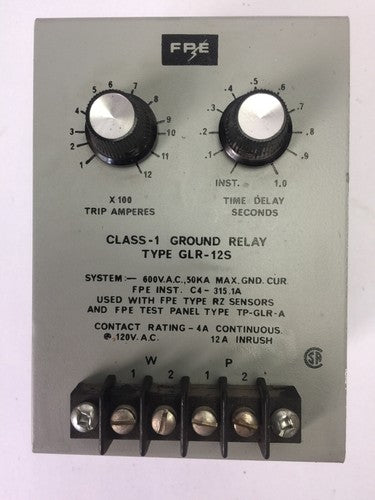 FPE
1 2 3 4 5 6 7 8 9 10 11 12
.1 .2 .3 .4 .5 .6 .7 .8 .9
INST. 1.0
X 100
TRIP AMPERES
TIME DELAY
SECONDS
CLASS-1 GROUND RELAY
TYPE GLR-12S
SYSTEM:- 600V.A.C.,50KA MAX. GND. CUR.
FPE INST. C4-315.1A
USED WITH FPE TYPE RZ SENSORS
AND FPE TEST PANEL TYPE TP-GLR-A
CONTACT RATING-4A CONTINUOUS.
@ 120V. A.C. 12A INRUSH
W P
1 2 1 2